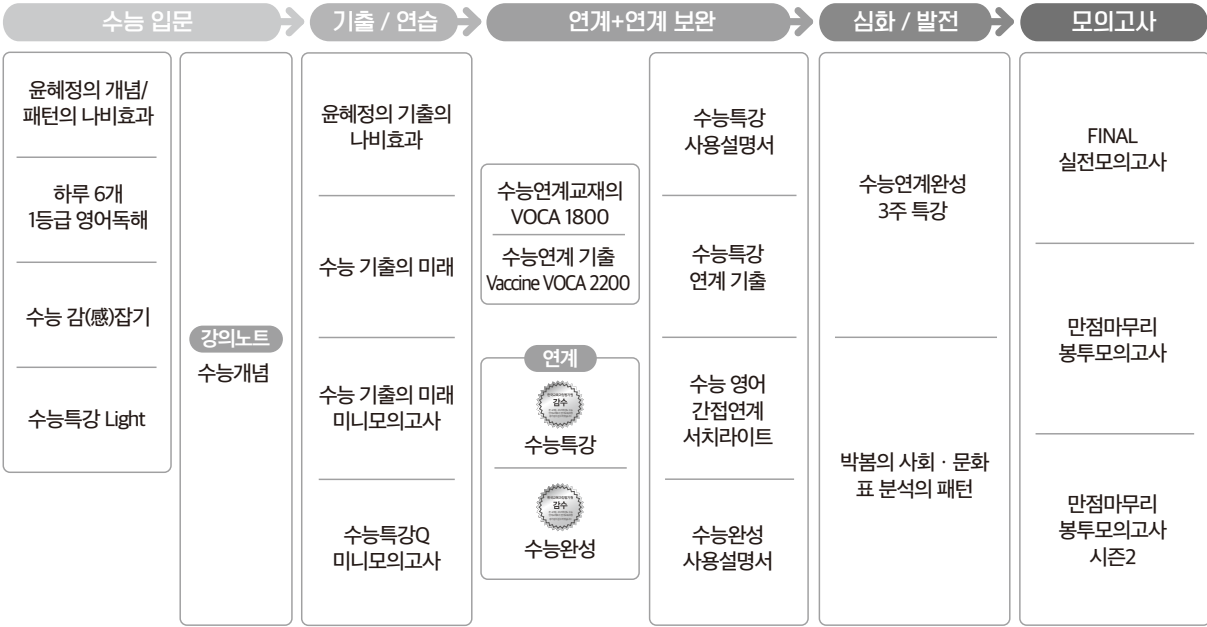 수능 입문
기출 / 연습
연계+연계 보완
심화 / 발전
모의고사
윤혜정의 개념/
패턴의 나비효과
하루 6개
1등급 영어독해
수능 감(感)잡기
수능특강 Light
강의노트
수능개념
윤혜정의 기출의
나비효과
수능 기출의 미래
수능 기출의 미래
미니모의고사
수능특강Q
미니모의고사
수능연계교재의
VOCA 1800
수능연계 기출
Vaccine VOCA 2200
연계
감수
수능특강
감수
수능완성
수능특강
사용설명서
수능특강
연계 기출
수능 영어
간접연계
서치라이트
수능완성
사용설명서
수능연계완성
3주 특강
박봄의 사회 · 문화
표 분석의 패턴
FINAL
실전모의고사
만점마무리
봉투모의고사
만점마무리
봉투모의고사
시즌2